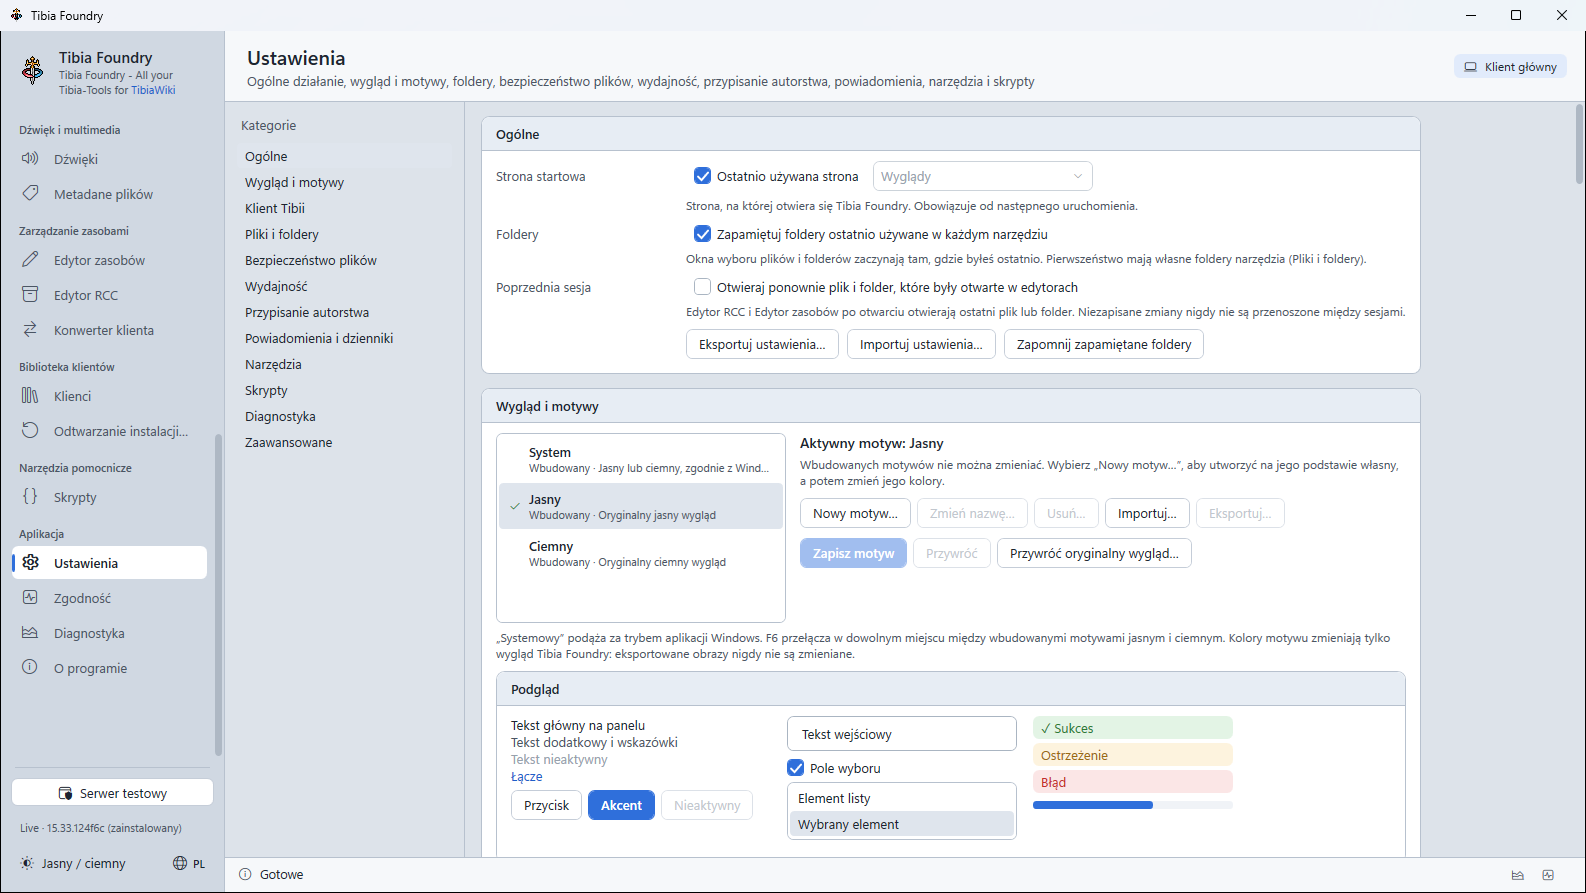 Tibia Foundry
Tibia Foundry
Tibia Foundry - All your
Tibia-Tools for TibiaWiki
Dźwięk i multimedia
Dźwięki
Metadane plików
Zarządzanie zasobami
Edytor zasobów
Edytor RCC
Konwerter klienta
Biblioteka klientów
Klienci
Odtwarzanie instalacji...
Narzędzia pomocnicze
Skrypty
Aplikacja
Ustawienia
Zgodność
Diagnostyka
O programie
Serwer testowy
Live · 15.33.124f6c (zainstalowany)
Jasny / ciemny
PL
Ustawienia
Ogólne działanie, wygląd i motywy, foldery, bezpieczeństwo plików, wydajność, przypisanie autorstwa, powiadomienia, narzędzia i skrypty
Klient główny
Kategorie
Ogólne
Wygląd i motywy
Klient Tibii
Pliki i foldery
Bezpieczeństwo plików
Wydajność
Przypisanie autorstwa
Powiadomienia i dzienniki
Narzędzia
Skrypty
Diagnostyka
Zaawansowane
Ogólne
Strona startowa
Ostatnio używana strona
Wyglądy
Strona, na której otwiera się Tibia Foundry. Obowiązuje od następnego uruchomienia.
Foldery
Zapamiętuj foldery ostatnio używane w każdym narzędziu
Okna wyboru plików i folderów zaczynają tam, gdzie byłeś ostatnio. Pierwszeństwo mają własne foldery narzędzia (Pliki i foldery).
Poprzednia sesja
Otwieraj ponownie plik i folder, które były otwarte w edytorach
Edytor RCC i Edytor zasobów po otwarciu otwierają ostatni plik lub folder. Niezapisane zmiany nigdy nie są przenoszone między sesjami.
Eksportuj ustawienia...
Importuj ustawienia...
Zapomnij zapamiętane foldery
Wygląd i motywy
System
Wbudowany · Jasny lub ciemny, zgodnie z Wind...
Jasny
Wbudowany · Oryginalny jasny wygląd
Ciemny
Wbudowany · Oryginalny ciemny wygląd
Aktywny motyw: Jasny
Wbudowanych motywów nie można zmieniać. Wybierz „Nowy motyw...”, aby utworzyć na jego podstawie własny,
a potem zmień jego kolory.
Nowy motyw...
Zmień nazwę...
Usuń...
Importuj...
Eksportuj...
Zapisz motyw
Przywróć
Przywróć oryginalny wygląd...
„Systemowy” podąża za trybem aplikacji Windows. F6 przełącza w dowolnym miejscu między wbudowanymi motywami jasnym i ciemnym. Kolory motywu zmieniają tylko
wygląd Tibia Foundry: eksportowane obrazy nigdy nie są zmieniane.
Podgląd
Tekst główny na panelu
Tekst dodatkowy i wskazówki
Tekst nieaktywny
Łącze
Przycisk
Akcent
Nieaktywny
Tekst wejściowy
Pole wyboru
Element listy
Wybrany element
✓ Sukces
Ostrzeżenie
Błąd
Gotowe